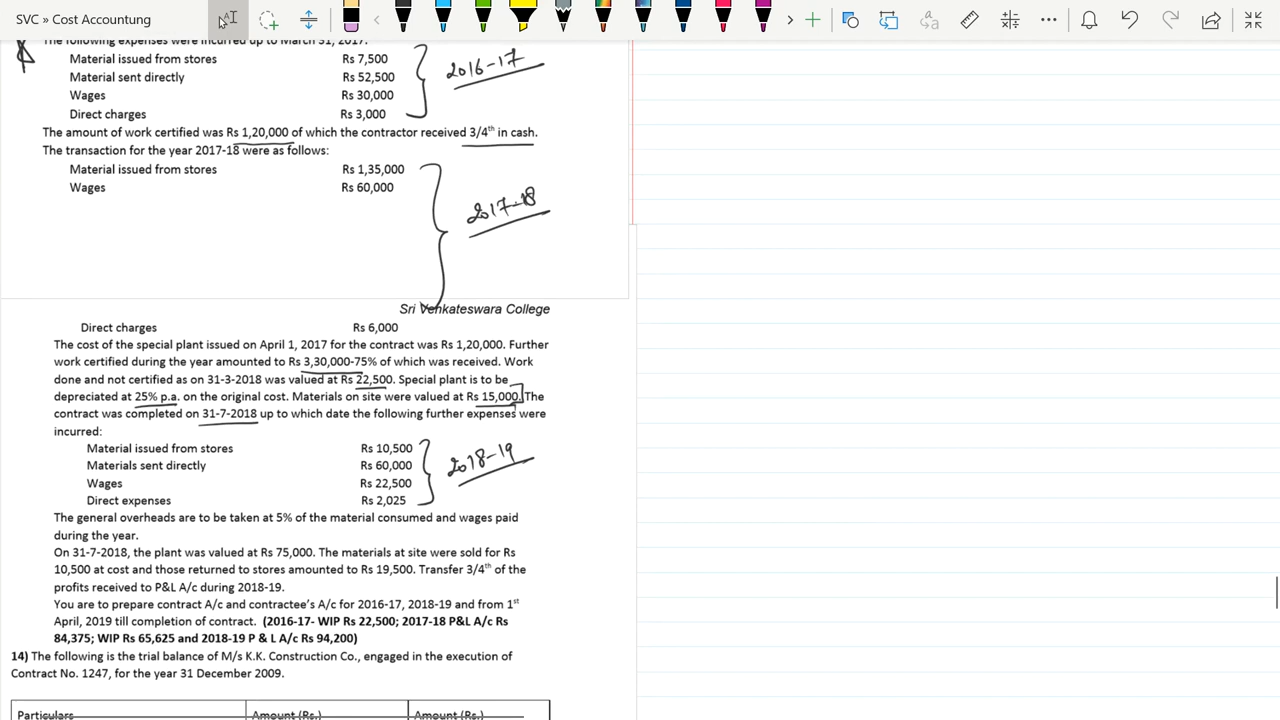 SVC » Cost Accountung
The following expenses were incurred up to March 31, 2017:
Material issued from stores Rs 7,500
Material sent directly Rs 52,500
Wages Rs 30,000
Direct charges Rs 3,000
2016-17
The amount of work certified was Rs 1,20,000 of which the contractor received 3/4th in cash.
The transaction for the year 2017-18 were as follows:
Material issued from stores Rs 1,35,000
Wages Rs 60,000
2017-18
Sri Venkateswara College
Direct charges Rs 6,000
The cost of the special plant issued on April 1, 2017 for the contract was Rs 1,20,000. Further
work certified during the year amounted to Rs 3,30,000-75% of which was received. Work
done and not certified as on 31-3-2018 was valued at Rs 22,500. Special plant is to be
depreciated at 25% p.a. on the original cost. Materials on site were valued at Rs 15,000. The
contract was completed on 31-7-2018 up to which date the following further expenses were
incurred:
Material issued from stores Rs 10,500
Materials sent directly Rs 60,000
Wages Rs 22,500
Direct expenses Rs 2,025
2018-19
The general overheads are to be taken at 5% of the material consumed and wages paid
during the year.
On 31-7-2018, the plant was valued at Rs 75,000. The materials at site were sold for Rs
10,500 at cost and those returned to stores amounted to Rs 19,500. Transfer 3/4th of the
profits received to P&L A/c during 2018-19.
You are to prepare contract A/c and contractee's A/c for 2016-17, 2018-19 and from 1st
April, 2019 till completion of contract. (2016-17- WIP Rs 22,500; 2017-18 P&L A/c Rs
84,375; WIP Rs 65,625 and 2018-19 P & L A/c Rs 94,200)
14) The following is the trial balance of M/s K.K. Construction Co., engaged in the execution of
Contract No. 1247, for the year 31 December 2009.
Particulars Amount (Rs.) Amount (Rs.)